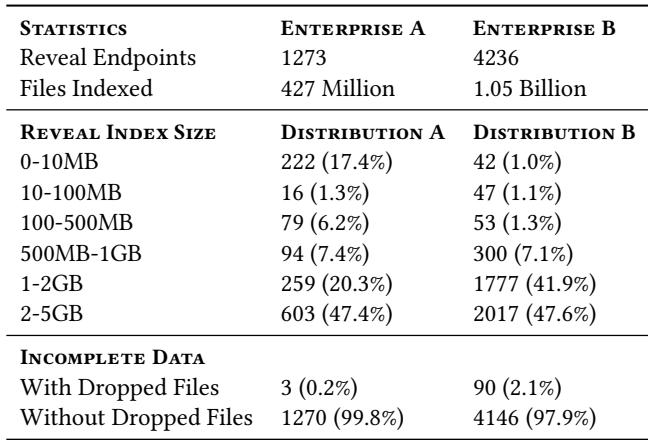 STATISTICS ENTERPRISE A ENTERPRISE B
Reveal Endpoints 1273 4236
Files Indexed 427 Million 1.05 Billion
REVEAL INDEX SIZE DISTRIBUTION A DISTRIBUTION B
0-10MB 222 (17.4%) 42 (1.0%)
10-100MB 16 (1.3%) 47 (1.1%)
100-500MB 79 (6.2%) 53 (1.3%)
500MB-1GB 94 (7.4%) 300 (7.1%)
1-2GB 259 (20.3%) 1777 (41.9%)
2-5GB 603 (47.4%) 2017 (47.6%)
INCOMPLETE DATA
With Dropped Files 3 (0.2%) 90 (2.1%)
Without Dropped Files 1270 (99.8%) 4146 (97.9%)